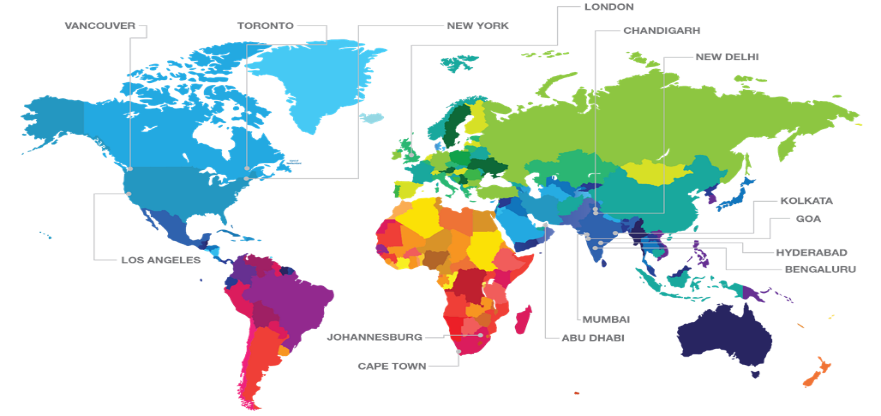 LONDON
VANCOUVER
TORONTO
NEW YORK
CHANDIGARH
NEW DELHI
KOLKATA
GOA
HYDERABAD
LOS ANGELES
BENGALURU
MUMBAI
JOHANNESBURG
ABU DHABI
CAPE TOWN